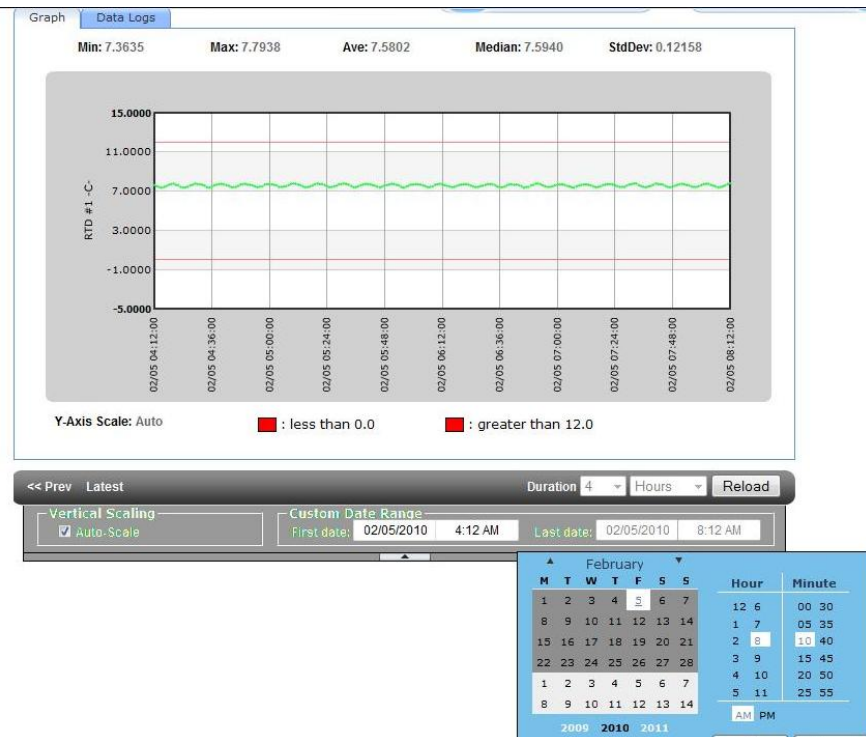 Graph Data Logs
Min: 7.3635 Max: 7.7938 Ave: 7.5802 Median: 7.5940 StdDev: 0.12158
15.0000
11.0000
7.0000
3.0000
-1.0000
-5.0000
RTD #1 -C-
02/05 04:12:00
02/05 04:36:00
02/05 05:00:00
02/05 05:24:00
02/05 05:48:00
02/05 06:12:00
02/05 06:36:00
02/05 07:00:00
02/05 07:24:00
02/05 07:48:00
02/05 08:12:00
Y-Axis Scale: Auto : less than 0.0 : greater than 12.0
<< Prev Latest Duration 4 Hours Reload
Vertical Scaling Custom Date Range
Auto-Scale First date: 02/05/2010 4:12 AM Last date: 02/05/2010 8:12 AM
February
M T W T F S S Hour Minute
1 2 3 4 5 6 7 12 6 00 30
8 9 10 11 12 13 14 1 7 05 35
15 16 17 18 19 20 21 2 8 10 40
22 23 24 25 26 27 28 3 9 15 45
1 2 3 4 5 6 7 4 10 20 50
8 9 10 11 12 13 14 5 11 25 55
AM PM
2009 2010 2011